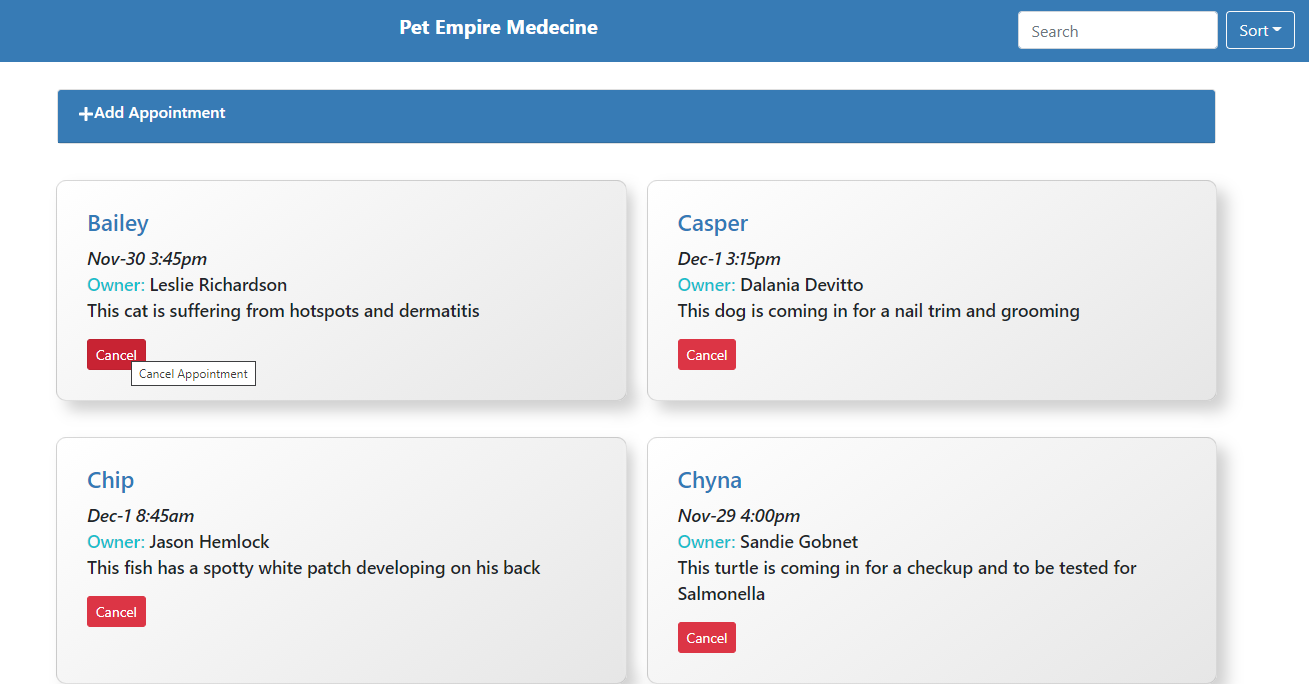 Pet Empire Medecine
Search
Sort
Add Appointment
Bailey
Nov-30 3:45pm
Owner: Leslie Richardson
This cat is suffering from hotspots and dermatitis
Cancel
Cancel Appointment
Casper
Dec-1 3:15pm
Owner: Dalania Devitto
This dog is coming in for a nail trim and grooming
Cancel
Chip
Dec-1 8:45am
Owner: Jason Hemlock
This fish has a spotty white patch developing on his back
Cancel
Chyna
Nov-29 4:00pm
Owner: Sandie Gobnet
This turtle is coming in for a checkup and to be tested for
Salmonella
Cancel